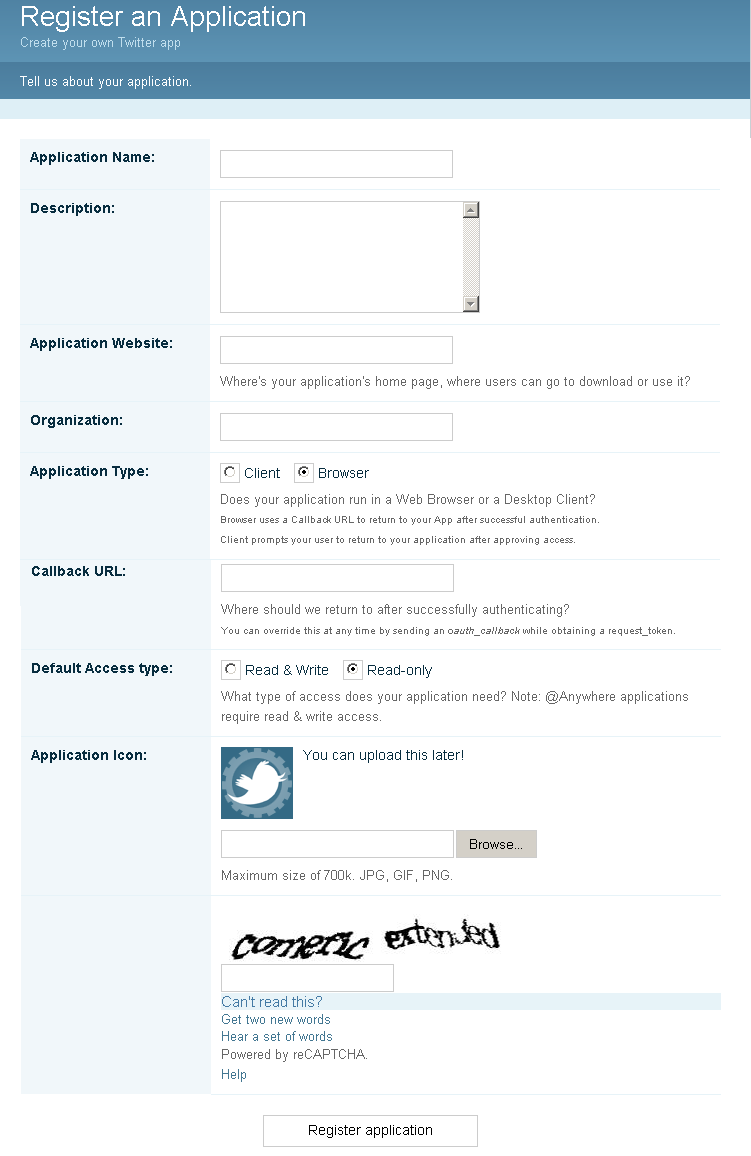 Register an Application
Create your own Twitter app
Tell us about your application.
Application Name:
Description:
Application Website:
Where's your application's home page, where users can go to download or use it?
Organization:
Application Type:
Client Browser
Does your application run in a Web Browser or a Desktop Client?
Browser uses a Callback URL to return to your App after successful authentication.
Client prompts your user to return to your application after approving access.
Callback URL:
Where should we return to after successfully authenticating?
You can override this at any time by sending an oauth_callback while obtaining a request_token.
Default Access type:
Read & Write Read-only
What type of access does your application need? Note: @Anywhere applications
require read & write access.
Application Icon:
You can upload this later!
Browse...
Maximum size of 700k. JPG, GIF, PNG.
extended
Can't read this?
Get two new words
Hear a set of words
Powered by reCAPTCHA.
Help
Register application